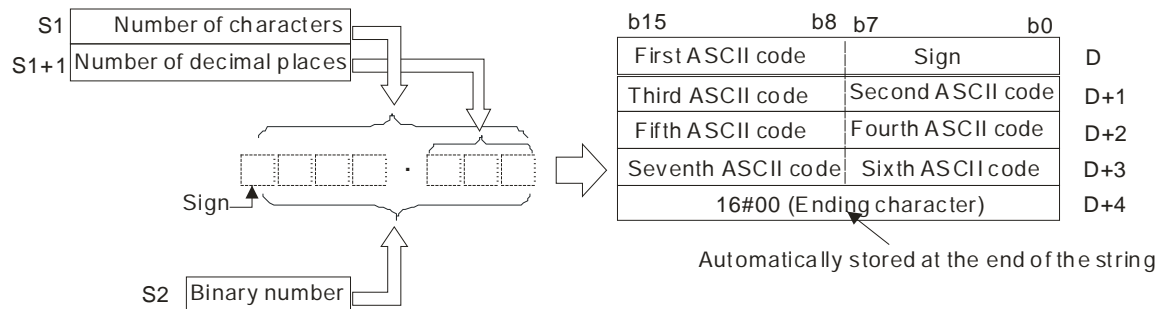 S1 Number of characters
S1+1 Number of decimal places
Sign
.
S2 Binary number
b15 b8 b7 b0
First ASCII code Sign D
Third ASCII code Second ASCII code D+1
Fifth ASCII code Fourth ASCII code D+2
Seventh ASCII code Sixth ASCII code D+3
16#00 (Ending character) D+4
Automatically stored at the end of the string